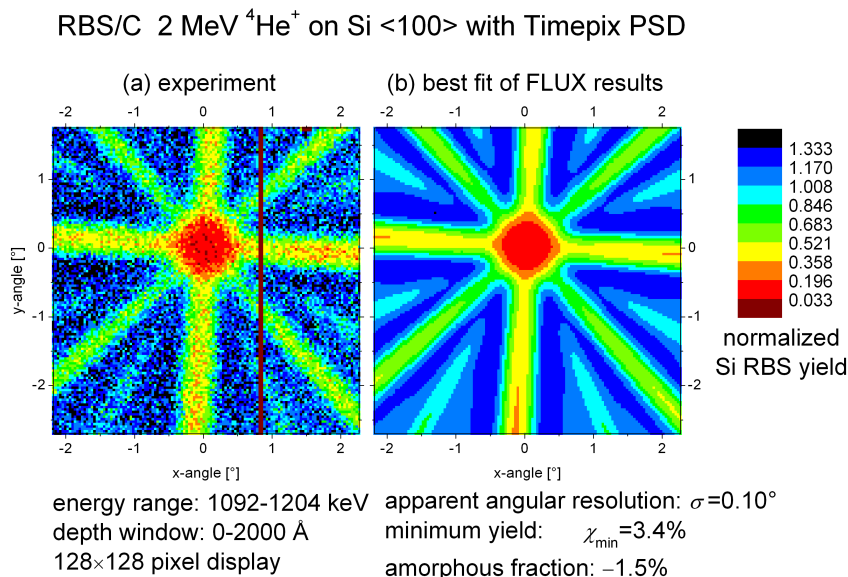 RBS/C 2 MeV ⁴He⁺ on Si <100> with Timepix PSD
(a) experiment
(b) best fit of FLUX results
-2 -1 0 1 2
-2 -1 0 1 2
1
0
-1
-2
y-angle [°]
1
0
-1
-2
-2 -1 0 1 2
-2 -1 0 1 2
x-angle [°]
x-angle [°]
1.333
1.170
1.008
0.846
0.683
0.521
0.358
0.196
0.033
normalized
Si RBS yield
energy range: 1092-1204 keV
depth window: 0-2000 Å
128×128 pixel display
apparent angular resolution: σ=0.10°
minimum yield: χmin=3.4%
amorphous fraction: −1.5%